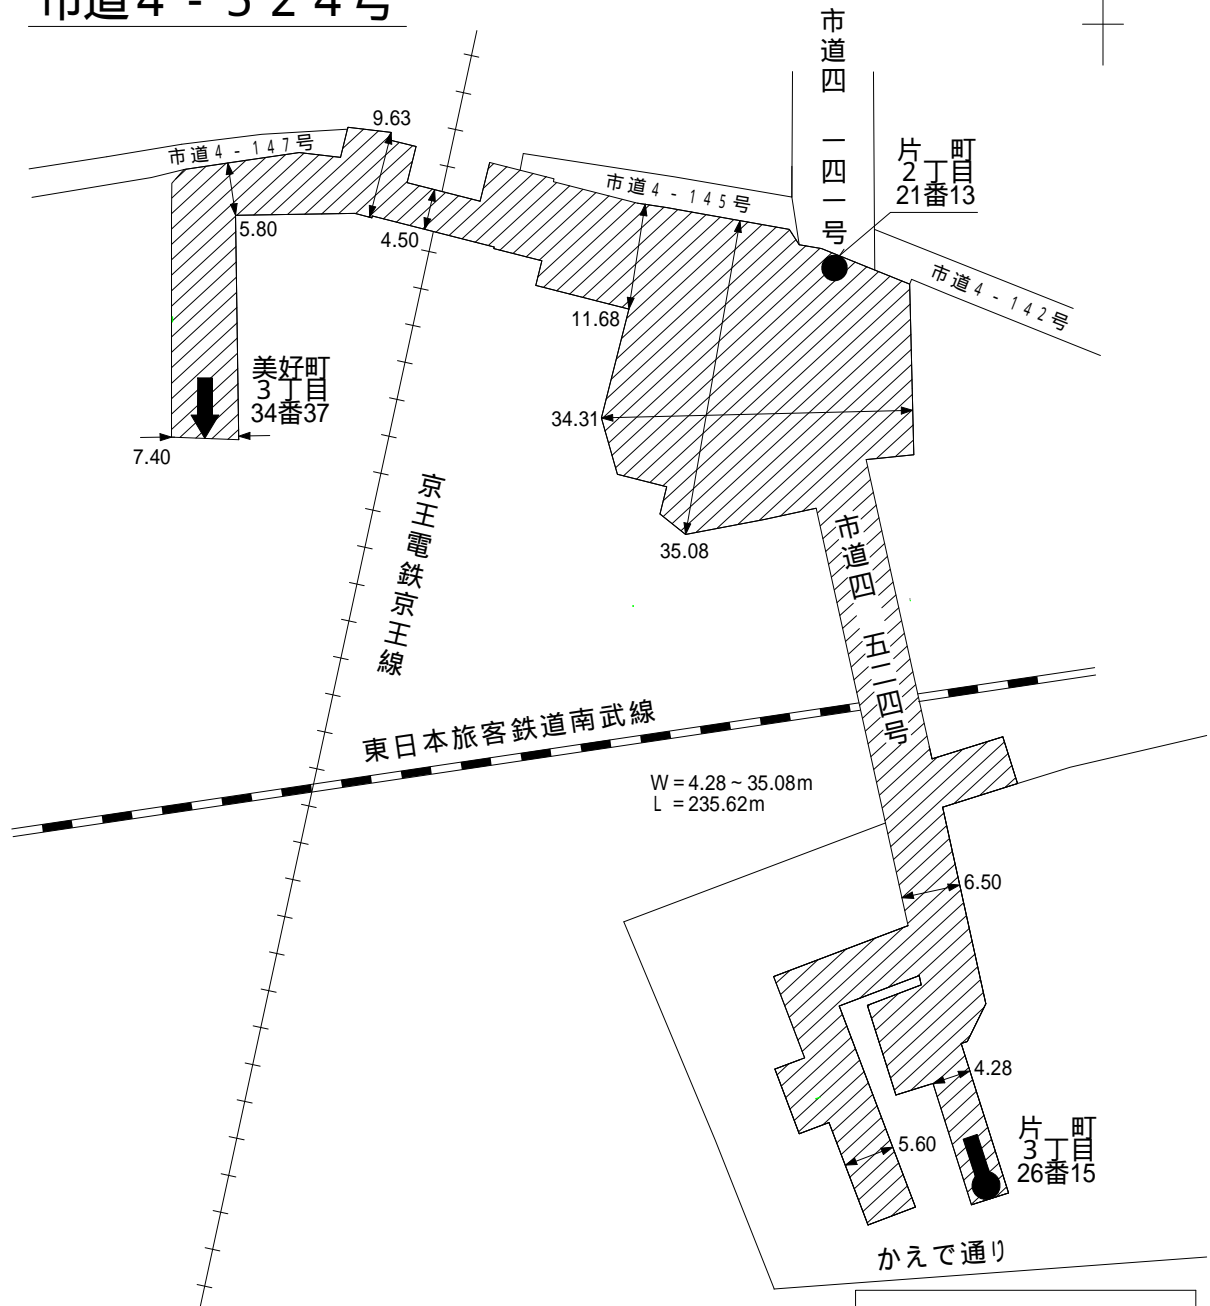 市道4-524号
市道四 一四一号
9.63
市道4-147号
片 町
2丁目
21番13
市道4-145号
5.80
4.50
市道4-142号
11.68
美好町
3丁目
34番37
34.31
7.40
京王電鉄京王線
市道四 五二四号
35.08
東日本旅客鉄道南武線
W=4.28~35.08m
L =235.62m
6.50
4.28
片 町
3丁目
26番15
5.60
かえで通り